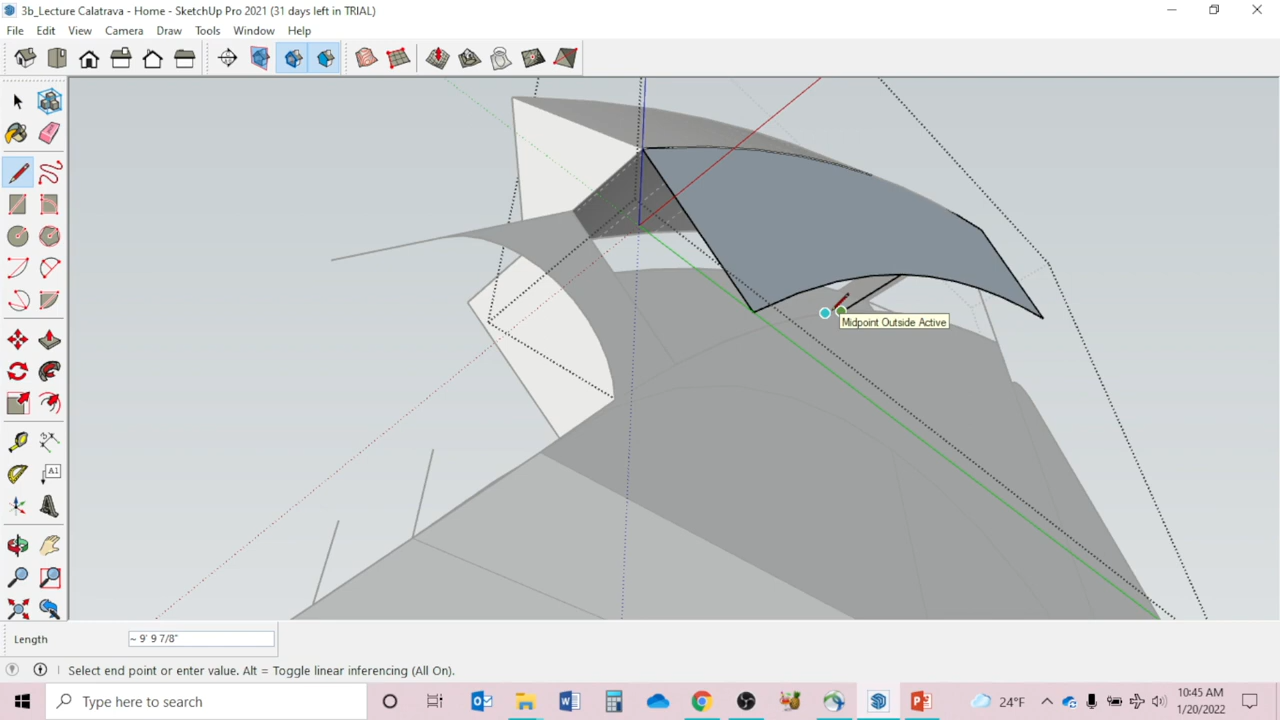 3b_Lecture Calatrava - Home - SketchUp Pro 2021 (31 days left in TRIAL)
File Edit View Camera Draw Tools Window Help
A1
Midpoint Outside Active
Length ~ 9' 9 7/8"
Select end point or enter value. Alt = Toggle linear inferencing (All On).
Type here to search
24°F
10:45 AM
1/20/2022